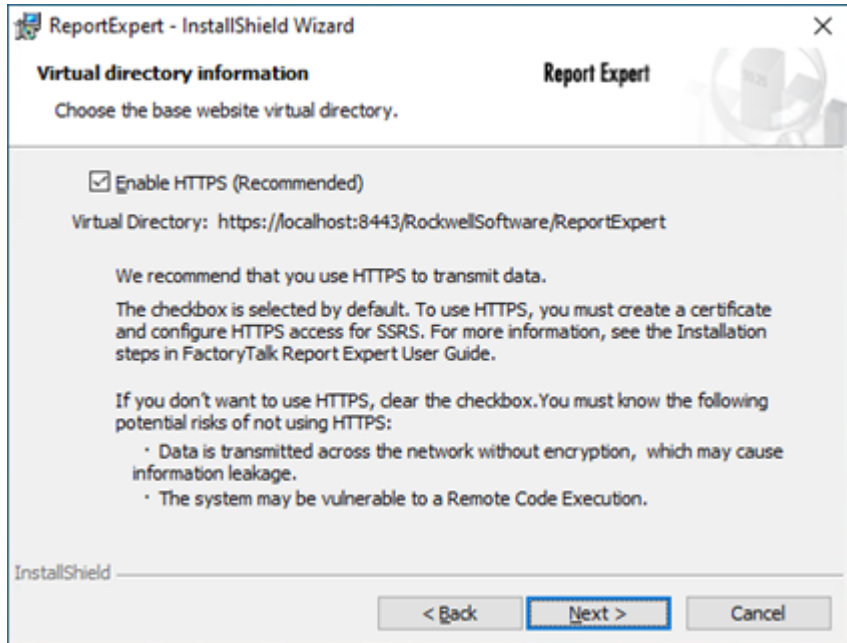 ReportExpert - InstallShield Wizard
Virtual directory information
Report Expert
Choose the base website virtual directory.
Enable HTTPS (Recommended)
Virtual Directory: https://localhost:8443/RockwellSoftware/ReportExpert
We recommend that you use HTTPS to transmit data.
The checkbox is selected by default. To use HTTPS, you must create a certificate
and configure HTTPS access for SSRS. For more information, see the Installation
steps in FactoryTalk Report Expert User Guide.
If you don't want to use HTTPS, clear the checkbox.You must know the following
potential risks of not using HTTPS:
· Data is transmitted across the network without encryption, which may cause
information leakage.
· The system may be vulnerable to a Remote Code Execution.
InstallShield
< Back
Next >
Cancel